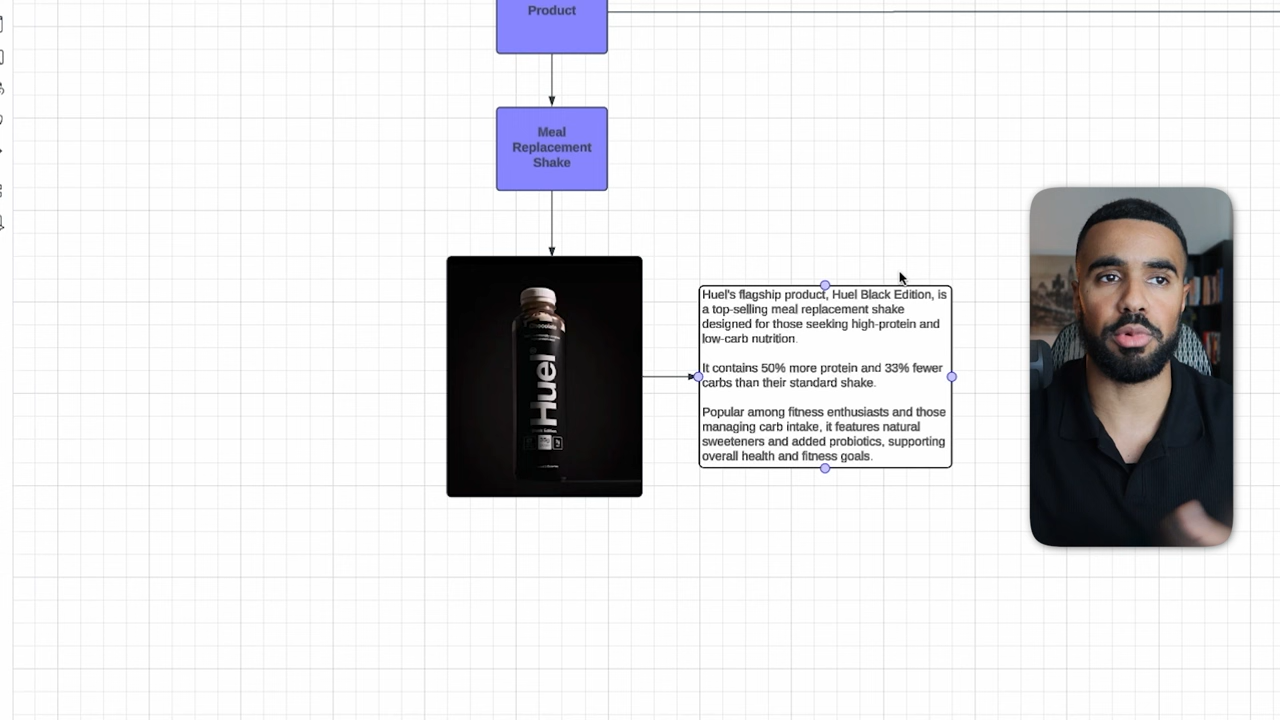 Product
Meal
Replacement
Shake
Chocolate
Huel
Huel's flagship product, Huel Black Edition, is
a top-selling meal replacement shake
designed for those seeking high-protein and
low-carb nutrition.
It contains 50% more protein and 33% fewer
carbs than their standard shake.
Popular among fitness enthusiasts and those
managing carb intake, it features natural
sweeteners and added probiotics, supporting
overall health and fitness goals.